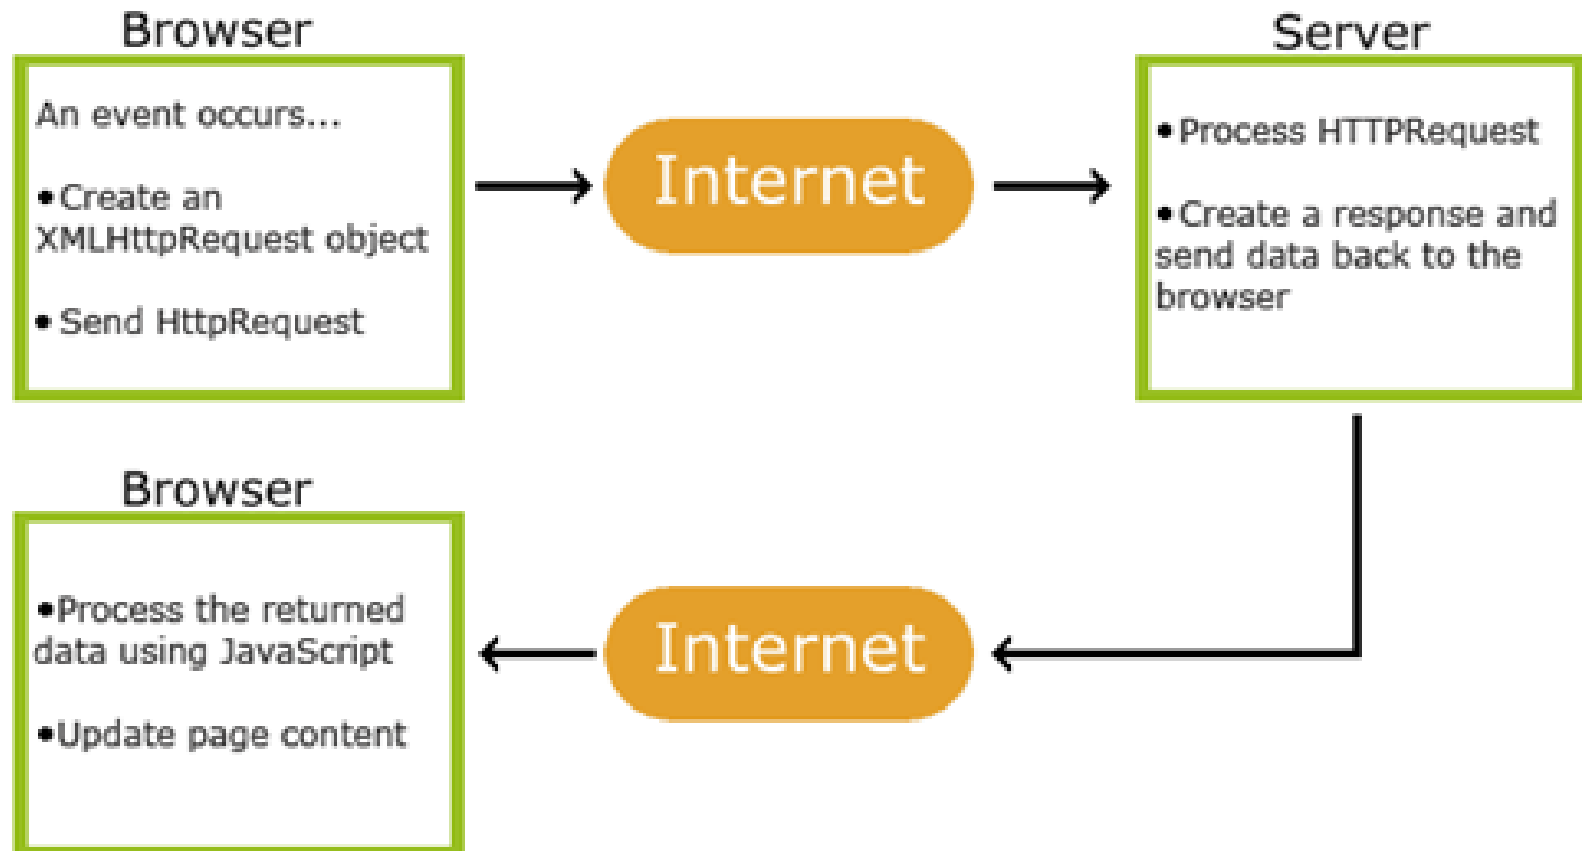 Browser
An event occurs...
•Create an
XMLHttpRequest object
• Send HttpRequest
Internet
Server
•Process HTTPRequest
•Create a response and
send data back to the
browser
Browser
•Process the returned
data using JavaScript
•Update page content
Internet